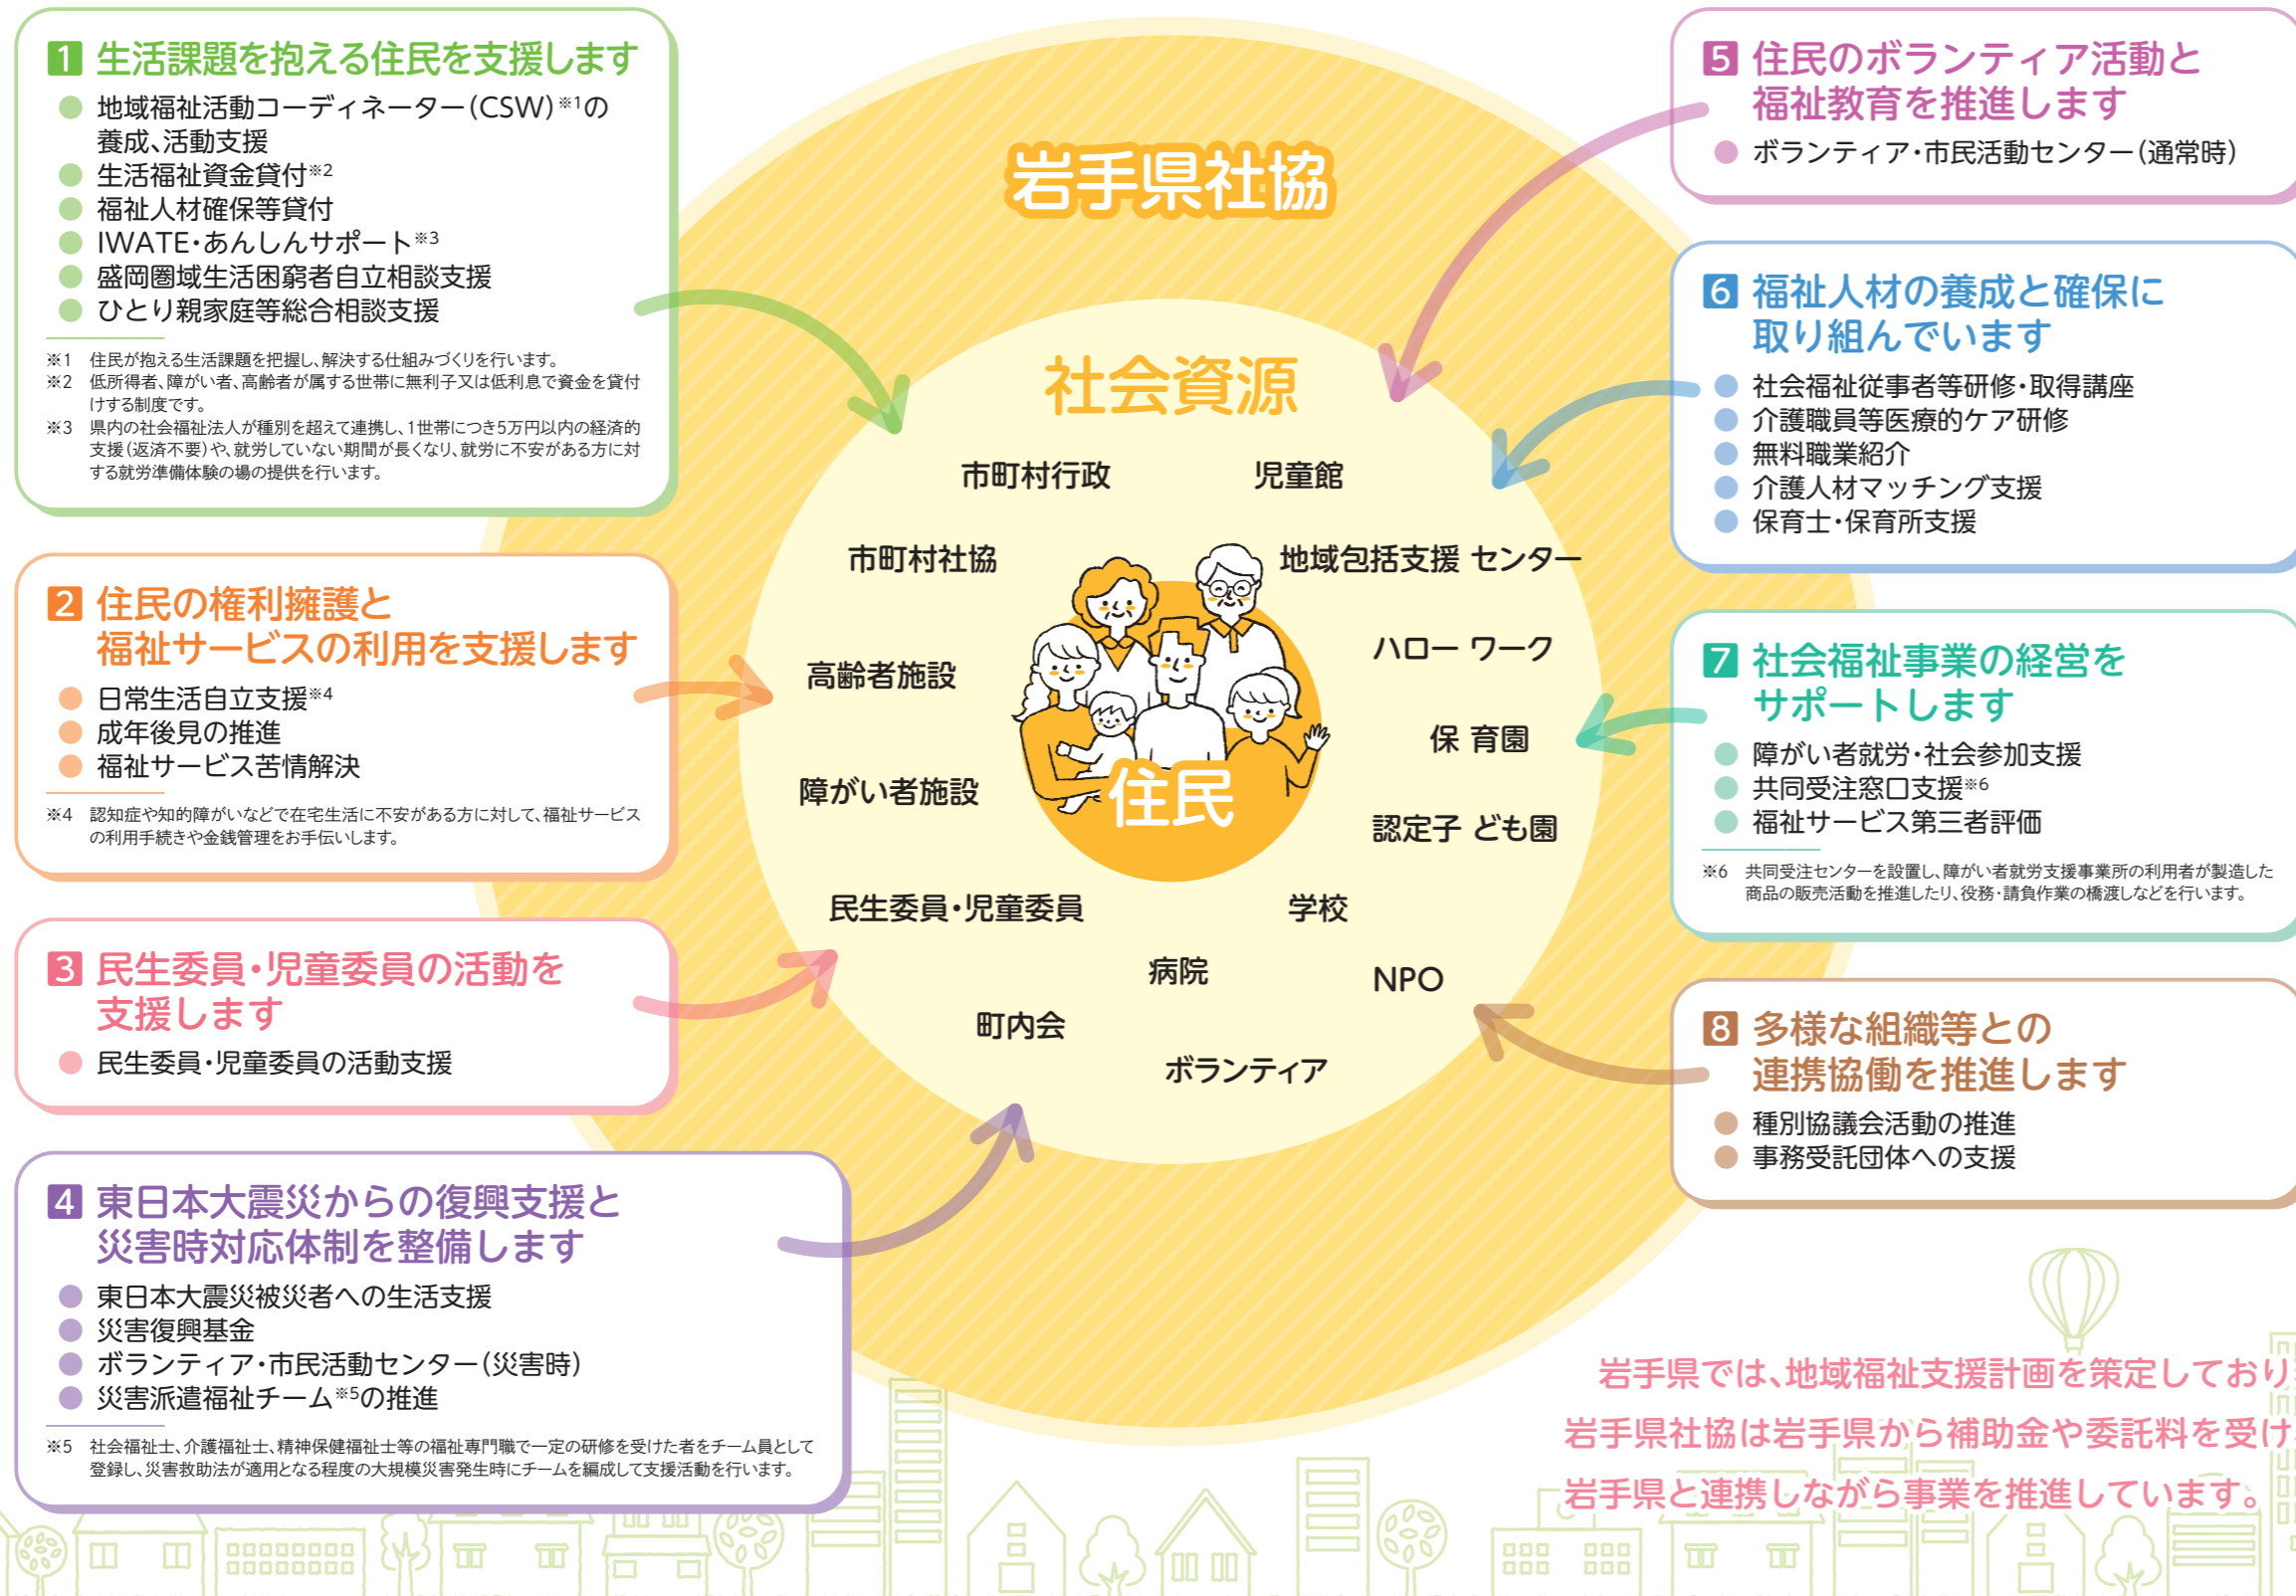 1 生活課題を抱える住民を支援します
● 地域福祉活動コーディネーター(CSW)※1の
養成、活動支援
● 生活福祉資金貸付※2
● 福祉人材確保等貸付
● IWATE・あんしんサポート※3
● 盛岡圏域生活困窮者自立相談支援
● ひとり親家庭等総合相談支援
※1 住民が抱える生活課題を把握し、解決する仕組みづくりを行います。
※2 低所得者、障がい者、高齢者が属する世帯に無利子又は低利息で資金を貸付
けする制度です。
※3 県内の社会福祉法人が種別を超えて連携し、1世帯につき5万円以内の経済的
支援(返済不要)や、就労していない期間が長くなり、就労に不安がある方に対
する就労準備体験の場の提供を行います。
2 住民の権利擁護と
福祉サービスの利用を支援します
● 日常生活自立支援※4
● 成年後見の推進
● 福祉サービス苦情解決
※4 認知症や知的障がいなどで在宅生活に不安がある方に対して、福祉サービス
の利用手続きや金銭管理をお手伝いします。
3 民生委員・児童委員の活動を
支援します
● 民生委員・児童委員の活動支援
4 東日本大震災からの復興支援と
災害時対応体制を整備します
● 東日本大震災被災者への生活支援
● 災害復興基金
● ボランティア・市民活動センター(災害時)
● 災害派遣福祉チーム※5の推進
※5 社会福祉士、介護福祉士、精神保健福祉士等の福祉専門職で一定の研修を受けた者をチーム員として
登録し、災害救助法が適用となる程度の大規模災害発生時にチームを編成して支援活動を行います。
岩手県社協
社会資源
市町村行政
児童館
市町村社協
地域包括支援 センター
ハロー ワーク
高齢者施設
保 育園
障がい者施設
住民
認定子 ども園
民生委員・児童委員
学校
病院
NPO
町内会
ボランティア
5 住民のボランティア活動と
福祉教育を推進します
● ボランティア・市民活動センター(通常時)
6 福祉人材の養成と確保に
取り組んでいます
● 社会福祉従事者等研修・取得講座
● 介護職員等医療的ケア研修
● 無料職業紹介
● 介護人材マッチング支援
● 保育士・保育所支援
7 社会福祉事業の経営を
サポートします
● 障がい者就労・社会参加支援
● 共同受注窓口支援※6
● 福祉サービス第三者評価
※6 共同受注センターを設置し、障がい者就労支援事業所の利用者が製造した
商品の販売活動を推進したり、役務・請負作業の橋渡しなどを行います。
8 多様な組織等との
連携協働を推進します
● 種別協議会活動の推進
● 事務受託団体への支援
岩手県では、地域福祉支援計画を策定しており
岩手県社協は岩手県から補助金や委託料を受け
岩手県と連携しながら事業を推進しています。